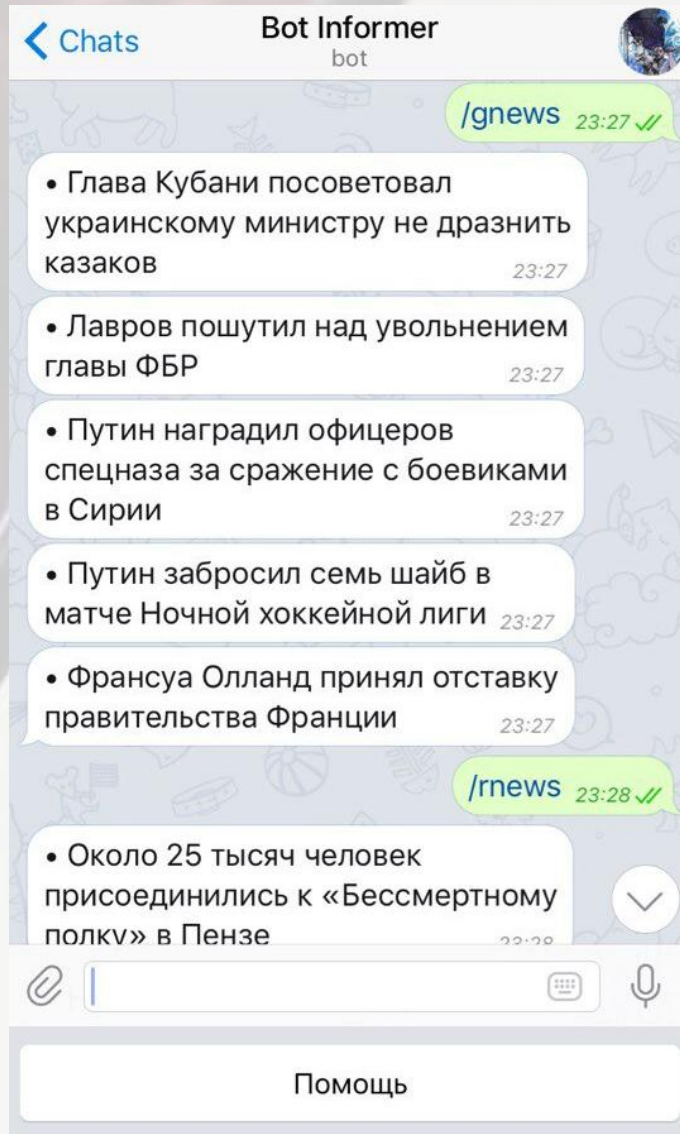 Chats
Bot Informer
bot
/gnews 23:27
• Глава Кубани посоветовал
украинскому министру не дразнить
казаков 23:27
• Лавров пошутил над увольнением
главы ФБР 23:27
• Путин наградил офицеров
спецназа за сражение с боевиками
в Сирии 23:27
• Путин забросил семь шайб в
матче Ночной хоккейной лиги 23:27
• Франсуа Олланд принял отставку
правительства Франции 23:27
/rnews 23:28
• Около 25 тысяч человек
присоединились к «Бессмертному
полку» в Пензе 23:28
Помощь